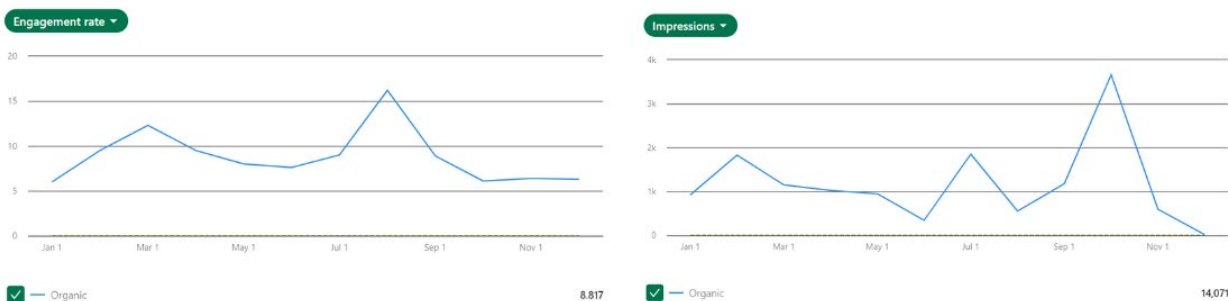 Engagement rate
20
15
10
5
0
Jan 1 Mar 1 May 1 Jul 1 Sep 1 Nov 1
Organic 8.817
Impressions
4k
3k
2k
1k
0
Jan 1 Mar 1 May 1 Jul 1 Sep 1 Nov 1
Organic 14,071